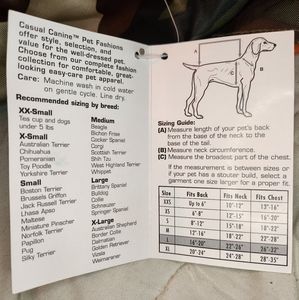 Casual Canine™ Pet Fashions
offer style, selection, and
value for the well-dressed pet.
Choose from our complete fashion
collection for comfortable, great-
looking easy-care pet apparel.
Care: Machine wash in cold water
on gentle cycle. Line dry.
Recommended sizing by breed:
XX-Small
Tea cup and dogs
under 5 lbs
X-Small
Australian Terrier
Chihuahua
Pomeranian
Toy Poodle
Yorkshire Terrier
Small
Boston Terrier
Brussels Griffon
Jack Russell Terrier
Lhasa Apso
Maltese
Miniature Pinscher
Norfolk Terrier
Papillon
Pug
Silky Terrier
Medium
Beagle
Bichon Frise
Cocker Spaniel
Corgi
Scottish Terrier
Shih Tzu
West Highland Terrier
Whippet
Large
Brittany Spaniel
Bulldog
Collie
Springer Spaniel
X-Large
Airedale
Australian Shepherd
Border Collie
Dalmatian
Golden Retriever
Vizsla
Weimaraner
A
B
C
Sizing Guide:
(A) Measure length of your pet's back
from the base of the neck to the
base of the tail.
(B) Measure neck circumference.
(C) Measure the broadest part of the chest.
If the measurement is between sizes or
if your pet has a stouter build, select a
garment one size larger for a proper fit.
Size Fits Back Fits Neck Fits Chest
XXS Up to 6" 10"-12" 13"-16"
XS 6"-8" 12"-15" 16"-20"
S 16"-20"
M
L 16"-20" 22"-26" 26"-32"
XL 20"-24" 24"-28" 28"-35"